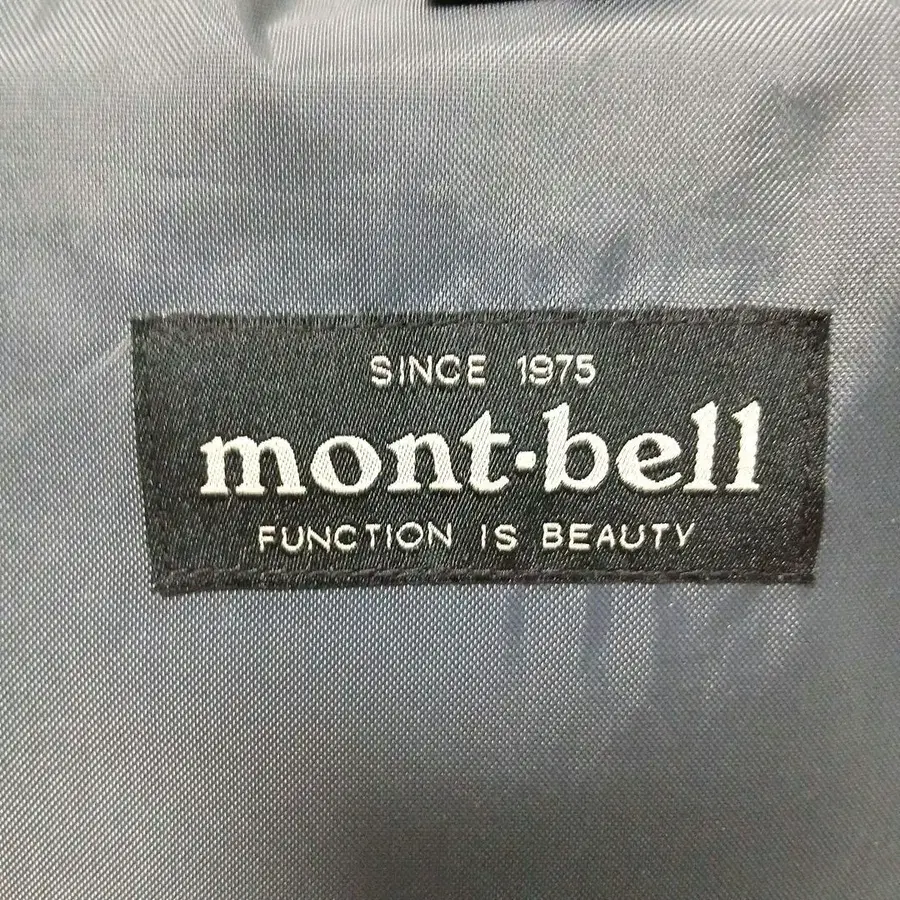 SINCE 1975
mont·bell
FUNCTION IS BEAUTY